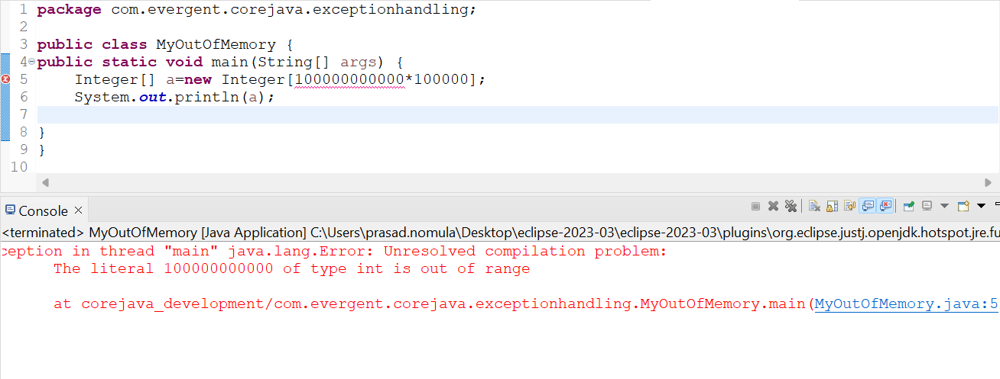 1 package com.evergent.corejava.exceptionhandling;
2
3 public class MyOutOfMemory {
4 public static void main(String[] args) {
5 Integer[] a=new Integer[100000000000*100000];
6 System.out.println(a);
7
8 }
9 }
10
Console
<terminated> MyOutOfMemory [Java Application] C:\Users\prasad.nomula\Desktop\eclipse-2023-03\eclipse-2023-03\plugins\org.eclipse.justj.openjdk.hotspot.jre.fu
ception in thread "main" java.lang.Error: Unresolved compilation problem:
The literal 100000000000 of type int is out of range
at corejava_development/com.evergent.corejava.exceptionhandling.MyOutOfMemory.main(MyOutOfMemory.java:5